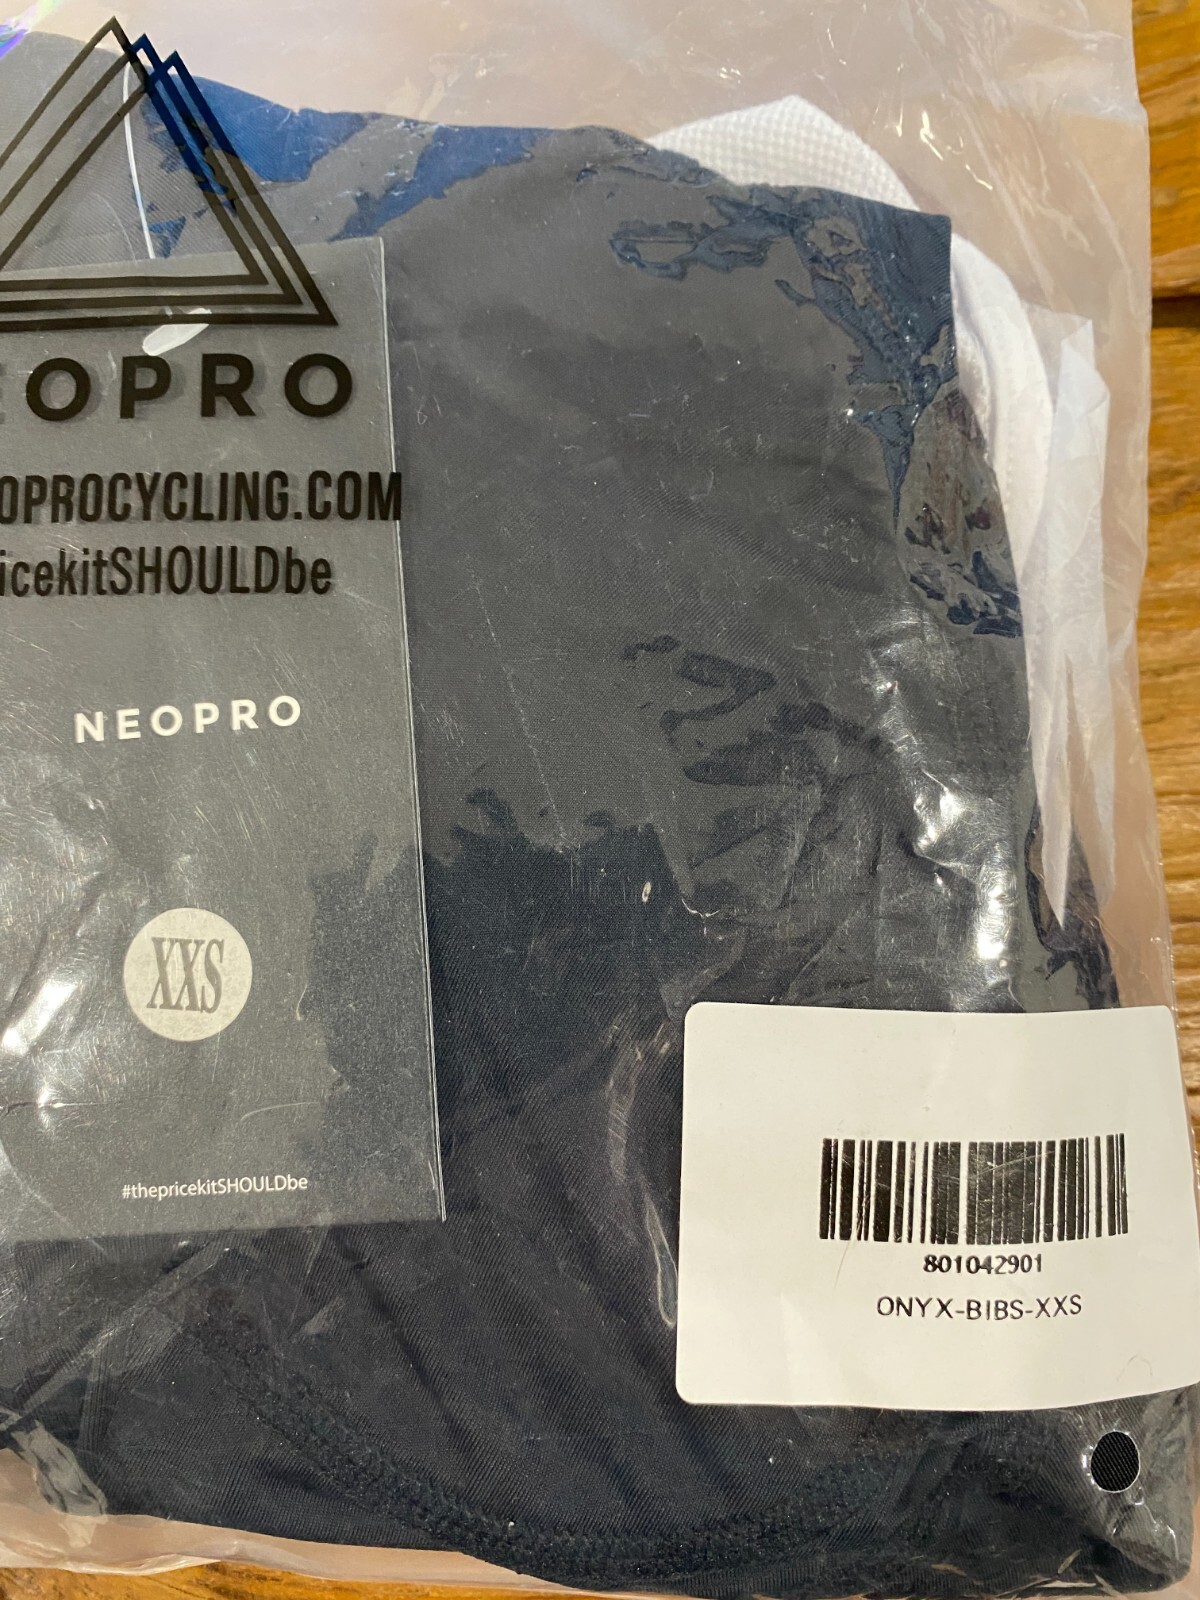 EOPRO
OPROCYCLING.COM
icekitSHOULDbe
NEOPRO
XXS
#thepricekitSHOULDbe
801042901
ONYX-BIBS-XXS